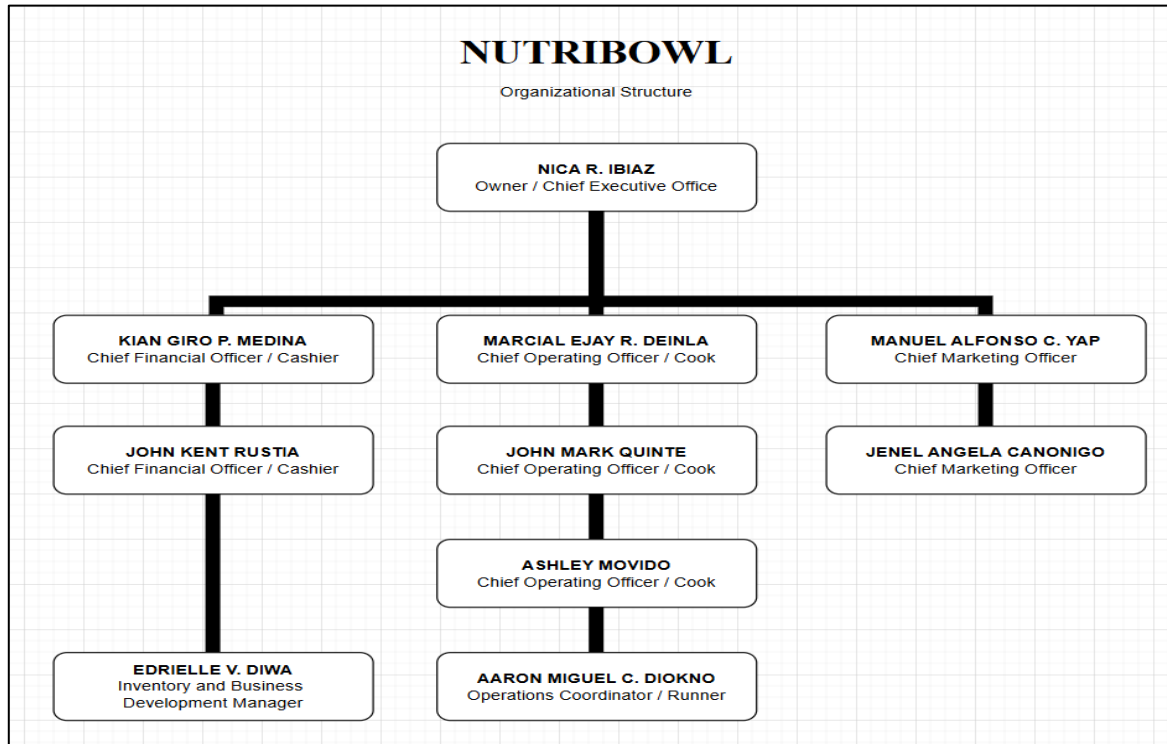 NUTRIBOWL
Organizational Structure
NICA R. IBIAZ
Owner / Chief Executive Office
KIAN GIRO P. MEDINA
Chief Financial Officer / Cashier
MARCIAL EJAY R. DEINLA
Chief Operating Officer / Cook
MANUEL ALFONSO C. YAP
Chief Marketing Officer
JOHN KENT RUSTIA
Chief Financial Officer / Cashier
JOHN MARK QUINTE
Chief Operating Officer / Cook
JENEL ANGELA CANONIGO
Chief Marketing Officer
ASHLEY MOVIDO
Chief Operating Officer / Cook
EDRIELLE V. DIWA
Inventory and Business
Development Manager
AARON MIGUEL C. DIOKNO
Operations Coordinator / Runner